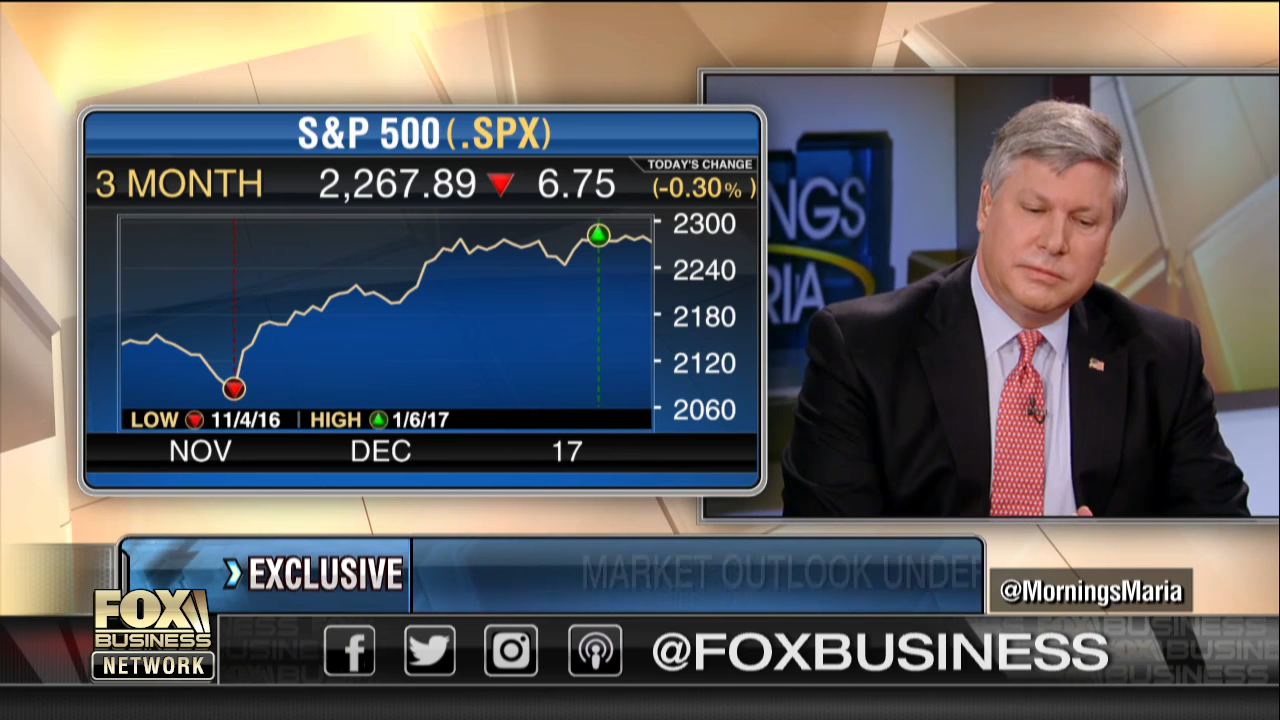 S&P 500 (.SPX)
3 MONTH 2,267.89 6.75 TODAY'S CHANGE (-0.30%)
2300
2240
2180
2120
2060
LOW 11/4/16 | HIGH 1/6/17
NOV DEC 17
NGS
RIA
EXCLUSIVE
MARKET OUTLOOK UNDER
@MorningsMaria
FOX
BUSINESS
NETWORK
@FOXBUSINESS